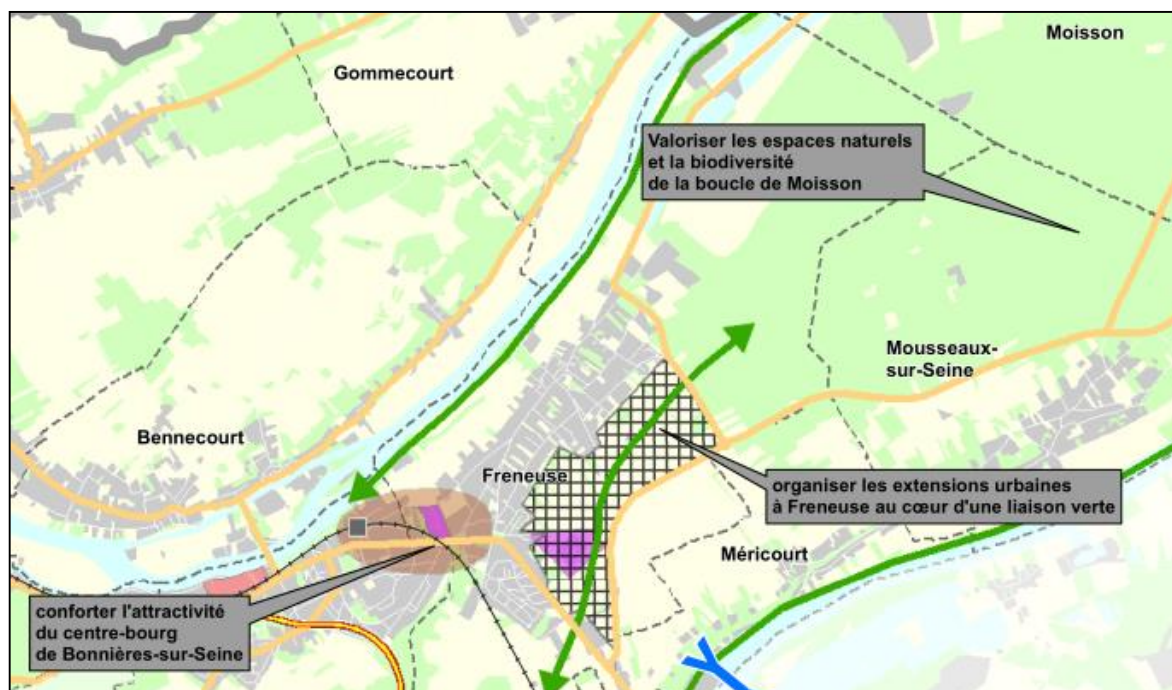 Moisson
Gommecourt
Valoriser les espaces naturels
et la biodiversité
de la boucle de Moisson
Mousseaux-
sur-Seine
Bennecourt
Freneuse
organiser les extensions urbaines
à Freneuse au cœur d'une liaison verte
Méricourt
conforter l'attractivité
du centre-bourg
de Bonnières-sur-Seine